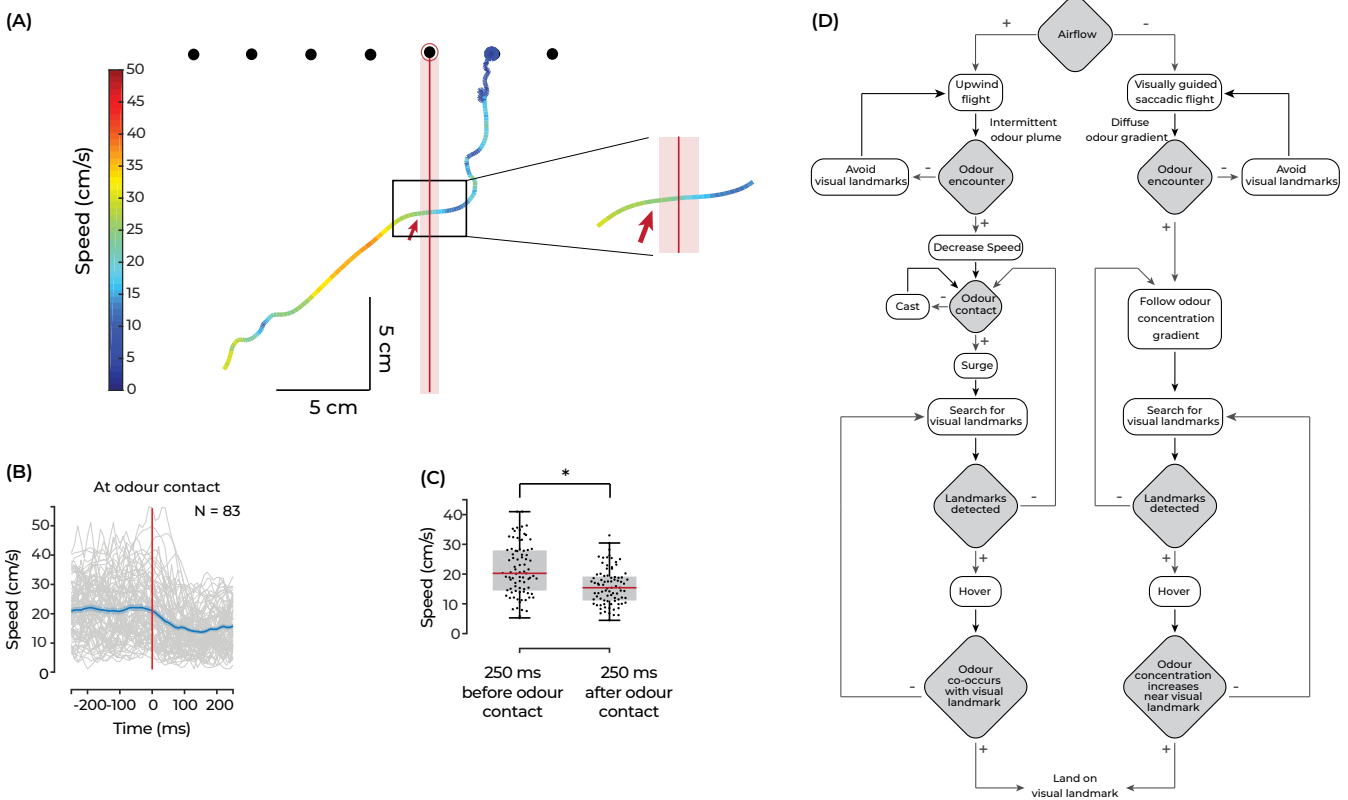 (A)
50
45
40
35
30
25
20
15
10
5
0
Speed (cm/s)
5 cm
5 cm
(B)
At odour contact
N = 83
50
40
30
20
10
0
Speed (cm/s)
-200
-100
0
100
200
Time (ms)
(C)
*
40
30
20
10
0
Speed (cm/s)
250 ms
before odour
contact
250 ms
after odour
contact
(D)
Airflow
+
-
Upwind
flight
Visually guided
saccadic flight
Intermittent
odour plume
Diffuse
odour gradient
Avoid
visual landmarks
-
Odour
encounter
Odour
encounter
-
Avoid
visual landmarks
+
+
Decrease Speed
Cast
-
Odour
contact
Follow odour
concentration
gradient
+
Surge
Search for
visual landmarks
Search for
visual landmarks
Landmarks
detected
-
-
Landmarks
detected
+
+
Hover
Hover
-
Odour
co-occurs
with visual
landmark
Odour
concentration
increases
near visual
landmark
-
+
+
Land on
visual landmark